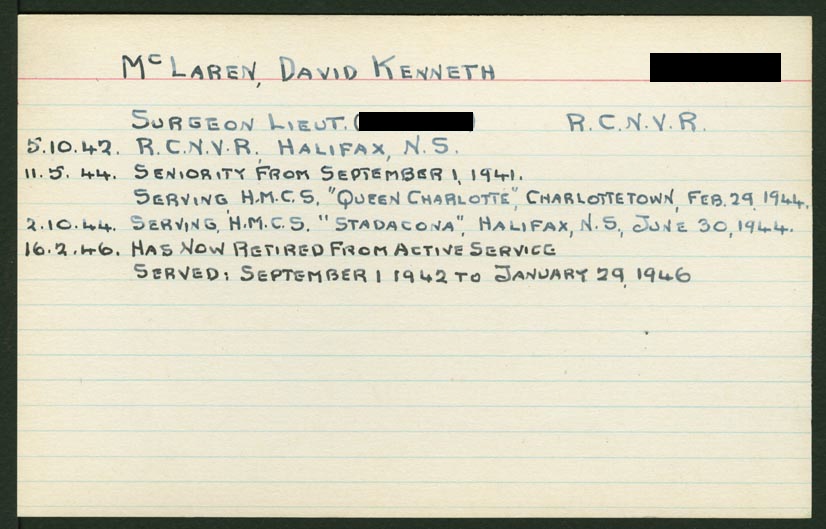 McLAREN, DAVID KENNETH
SURGEON LIEUT. ( ) R.C.N.V.R.
5.10.42. R.C.N.V.R. HALIFAX, N.S.
11.5.44. SENIORITY FROM SEPTEMBER 1, 1941.
SERVING H.M.C.S. "QUEEN CHARLOTTE", CHARLOTTETOWN, FEB. 29, 1944.
2.10.44. SERVING, H.M.C.S. "STADACONA", HALIFAX, N.S., JUNE 30, 1944.
16.2.46. HAS NOW RETIRED FROM ACTIVE SERVICE
SERVED: SEPTEMBER 1 1942 TO JANUARY 29, 1946